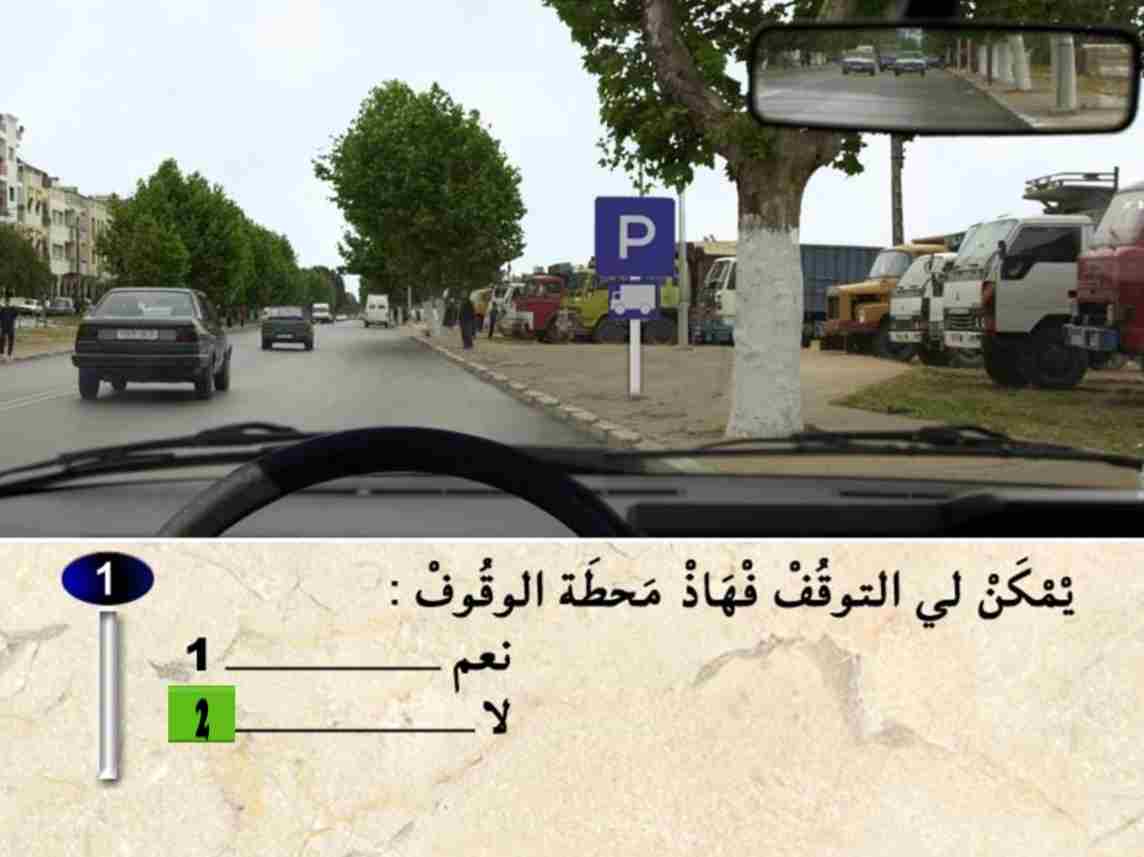 P
1
يْمْكَنْ لي التوقُفْ فْهَاذْ مَحطَة الوقُوفْ :
نعم 1
لا 2